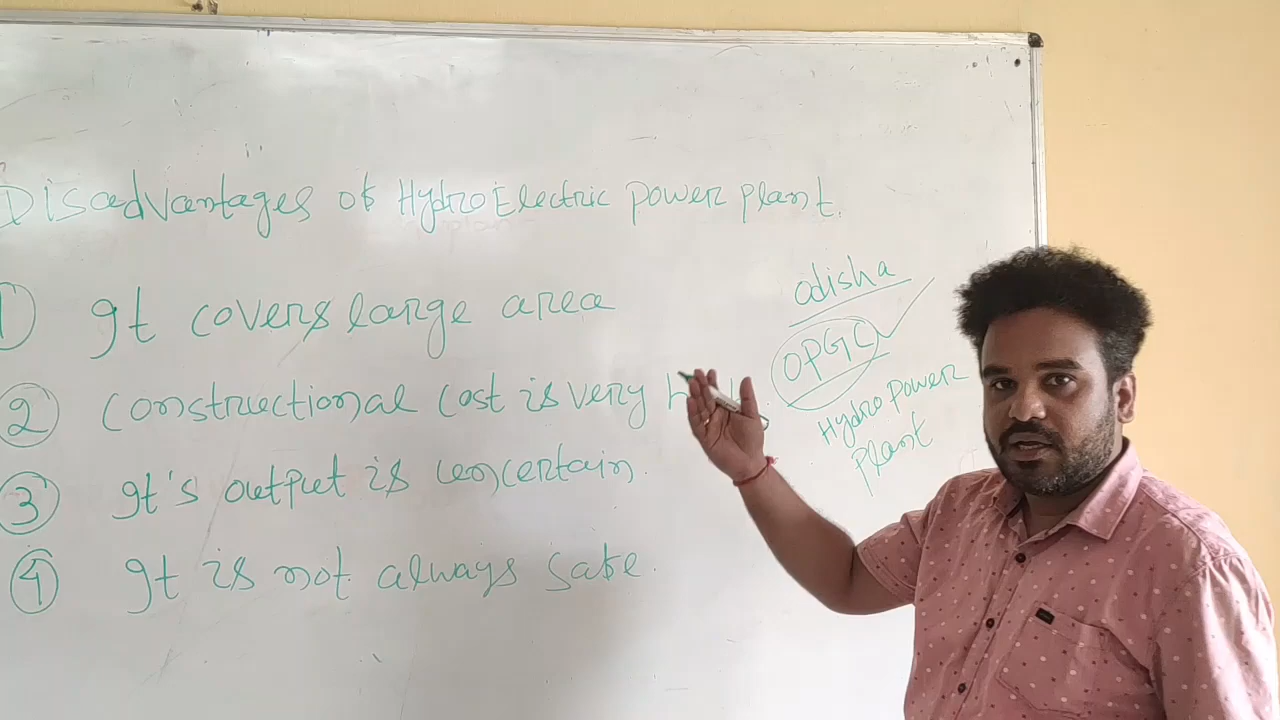 Disadvantages of HydroElectric power plant.
1 It covers large area
2 Constructional cost is very
3 It's output is uncertain.
4 It is not always safe.
odisha
OPGC
Hydro power
plant